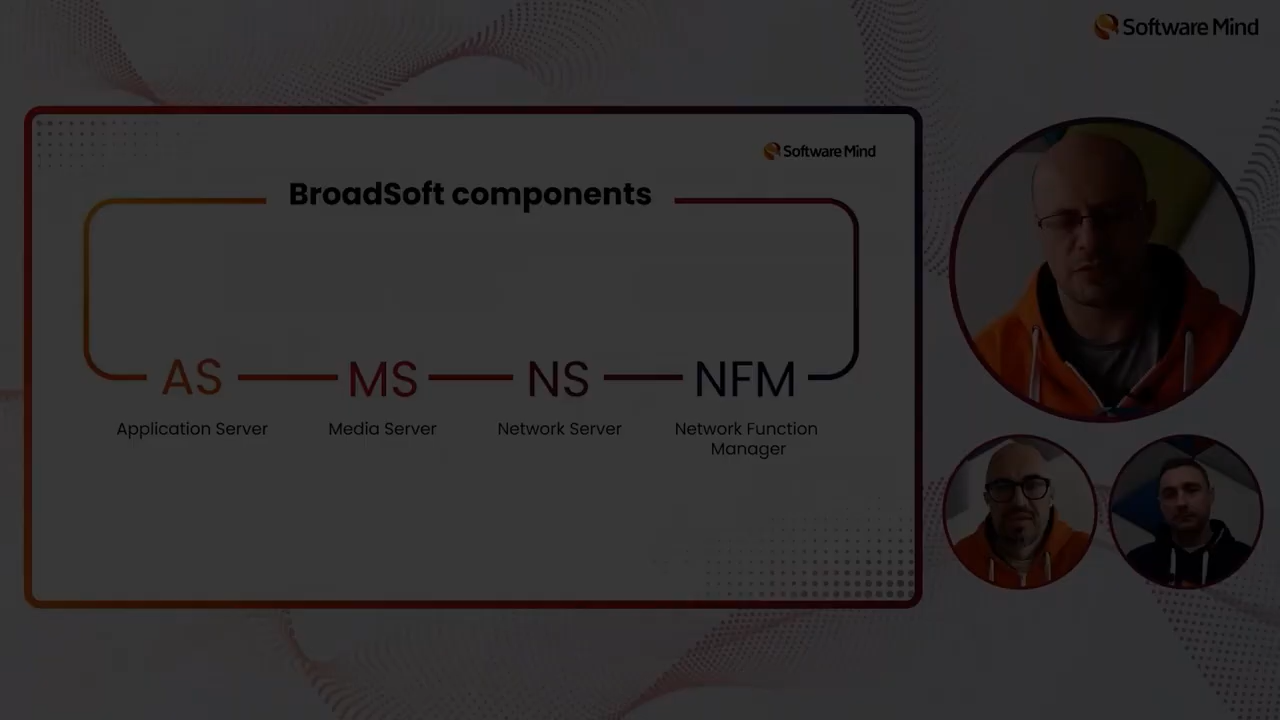 Software Mind
Software Mind
BroadSoft components
AS MS NS NFM
Application Server Media Server Network Server Network Function
Manager